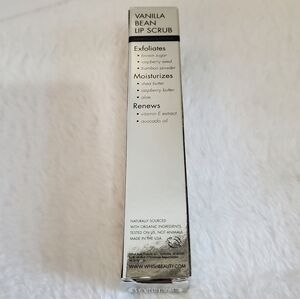 VANILLA
BEAN
LIP SCRUB
Exfoliates
• brown sugar
• raspberry seed
• bamboo powder
Moisturizes
• shea butter
• raspberry butter
• aloe
Renews
• vitamin E extract
• avocado oil
NATURALLY SOURCED
WITH ORGANIC INGREDIENTS.
TESTED ON US, NOT ANIMALS.
MADE IN THE USA.
WWW.WHISHBEAUTY.COM